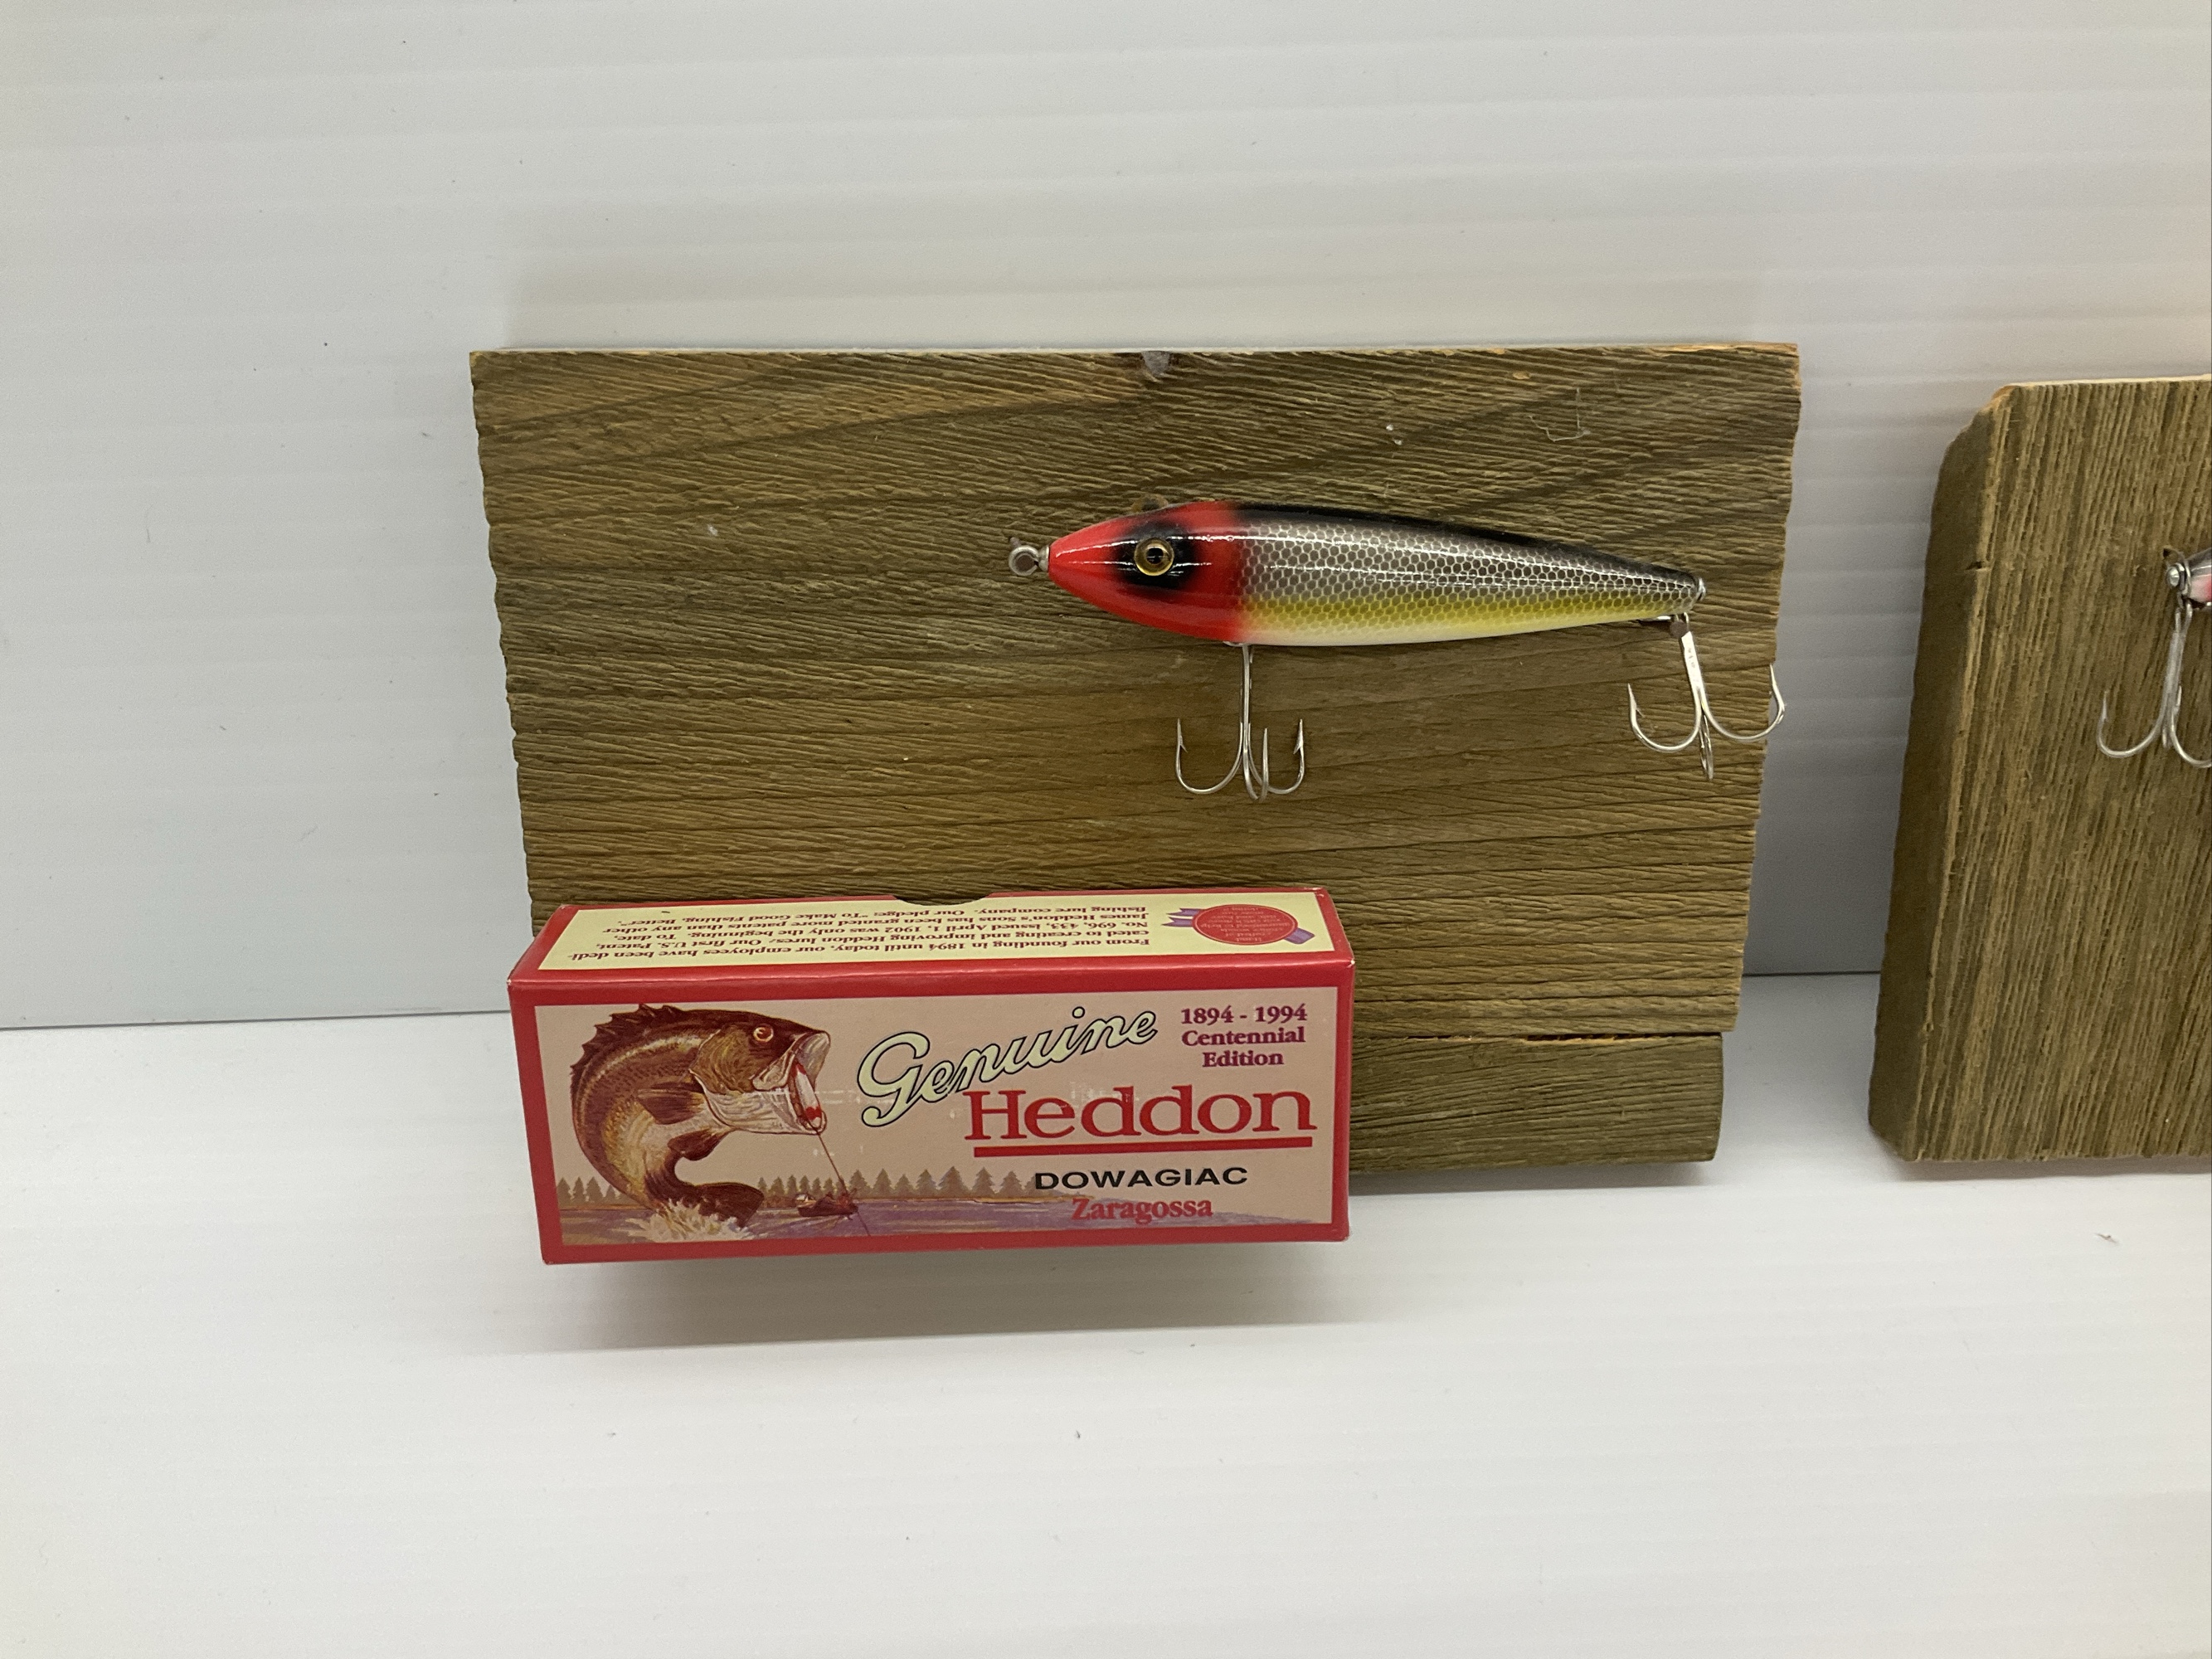 From our founding in 1894 until today, our employees have been dedi-
cated to creating and improving Heddon lures. Our first U.S. Patent,
No. 696, 433, issued April 1, 1902 was only the beginning. To date,
James Heddon's Sons has been granted more patents than any other
fishing lure company. Our pledge: "To Make Good Fishing, Better".
Genuine
1894 - 1994
Centennial
Edition
Heddon
DOWAGIAC
Zaragossa